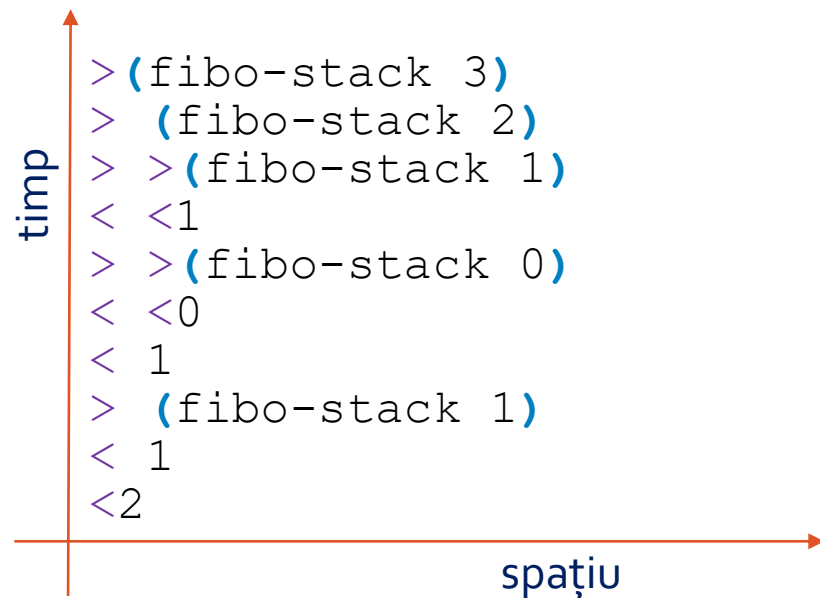 >(fibo-stack 3)
> (fibo-stack 2)
> >(fibo-stack 1)
< <1
> >(fibo-stack 0)
< <0
< 1
> (fibo-stack 1)
< 1
<2
timp
spațiu